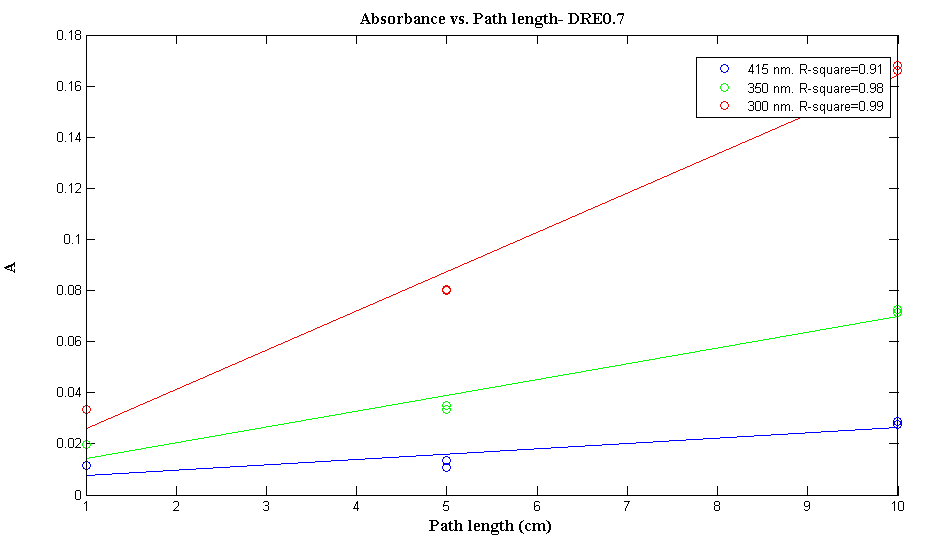 Absorbance vs. Path length- DRE0.7
0.18
0.16
0.14
0.12
0.1
0.08
0.06
0.04
0.02
0
A
415 nm. R-square=0.91
350 nm. R-square=0.98
300 nm. R-square=0.99
1 2 3 4 5 6 7 8 9 10
Path length (cm)